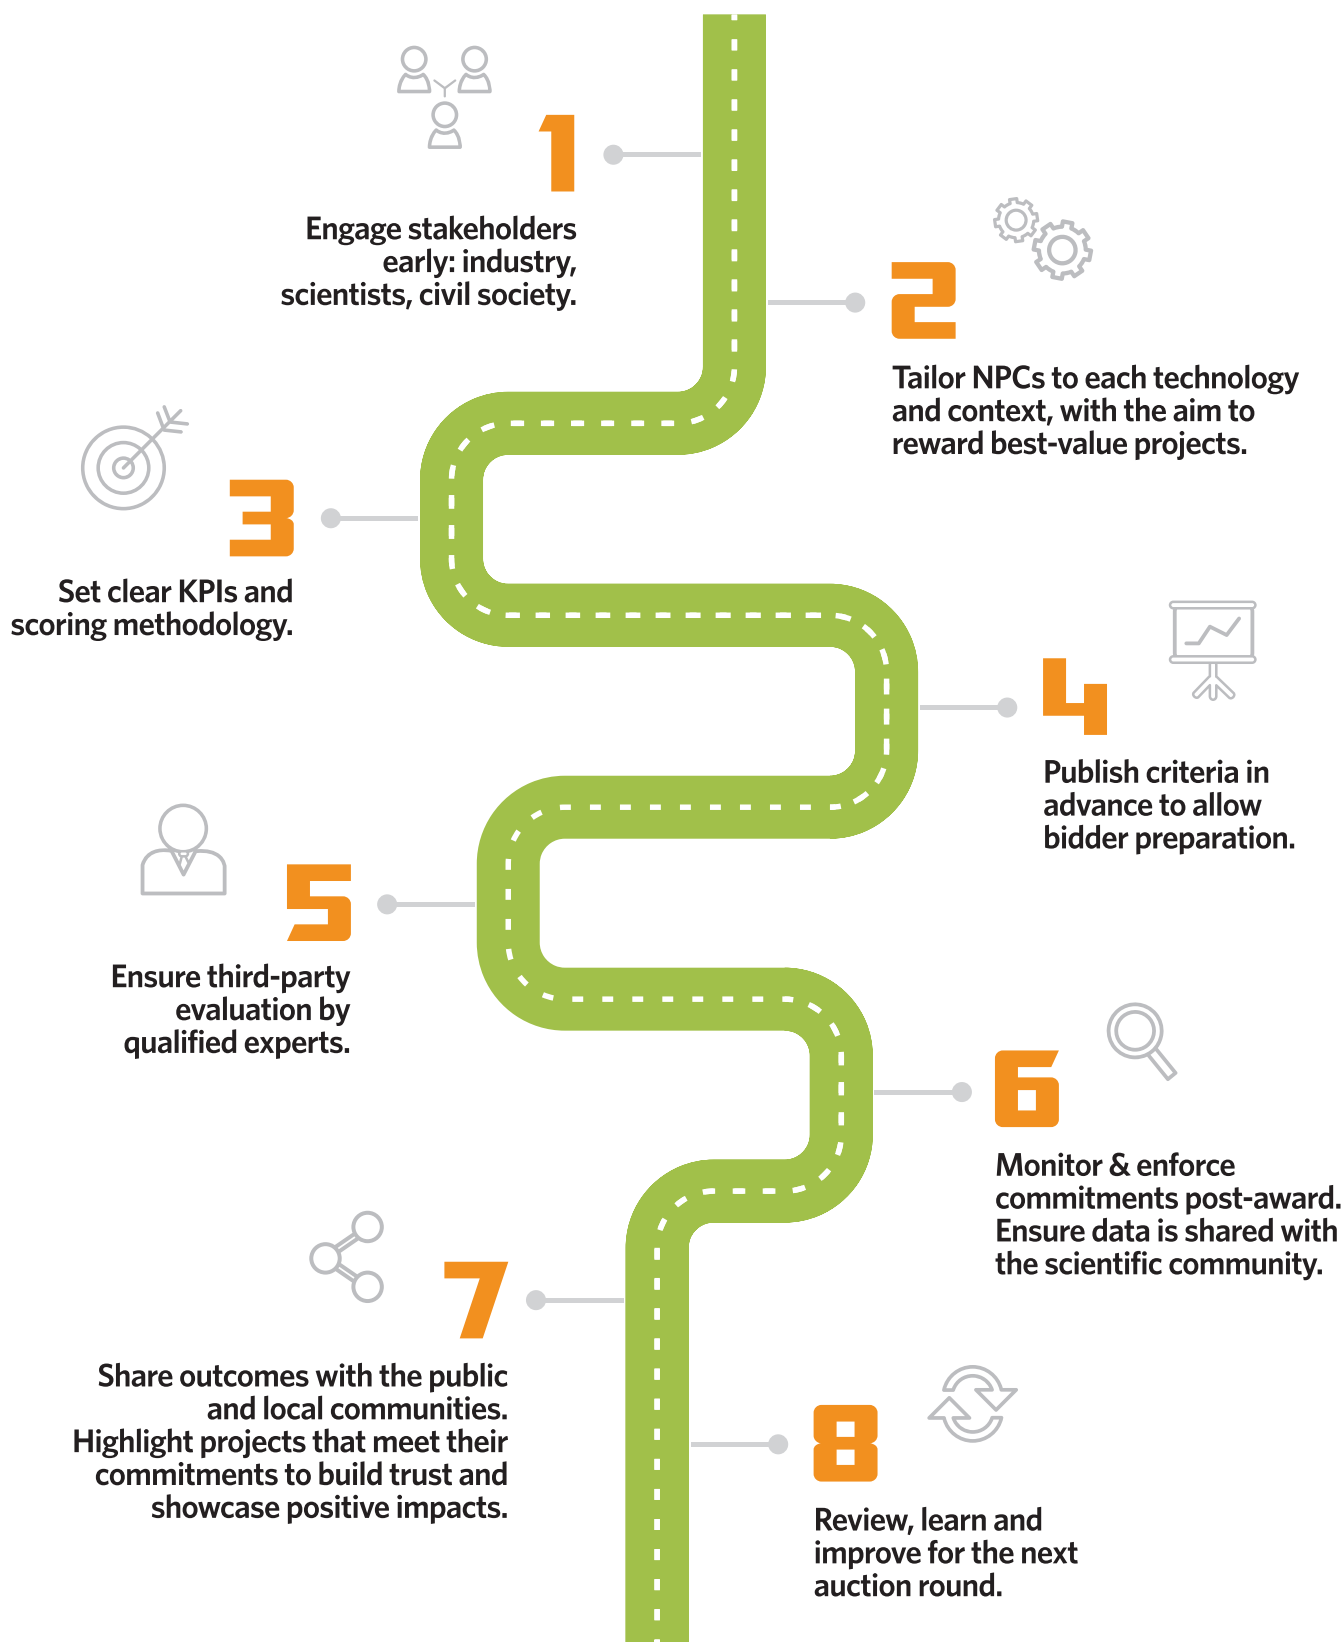 1
Engage stakeholders
early: industry,
scientists, civil society.
2
Tailor NPCs to each technology
and context, with the aim to
reward best-value projects.
3
Set clear KPIs and
scoring methodology.
4
Publish criteria in
advance to allow
bidder preparation.
5
Ensure third-party
evaluation by
qualified experts.
6
Monitor & enforce
commitments post-award.
Ensure data is shared with
the scientific community.
7
Share outcomes with the public
and local communities.
Highlight projects that meet their
commitments to build trust and
showcase positive impacts.
8
Review, learn and
improve for the next
auction round.